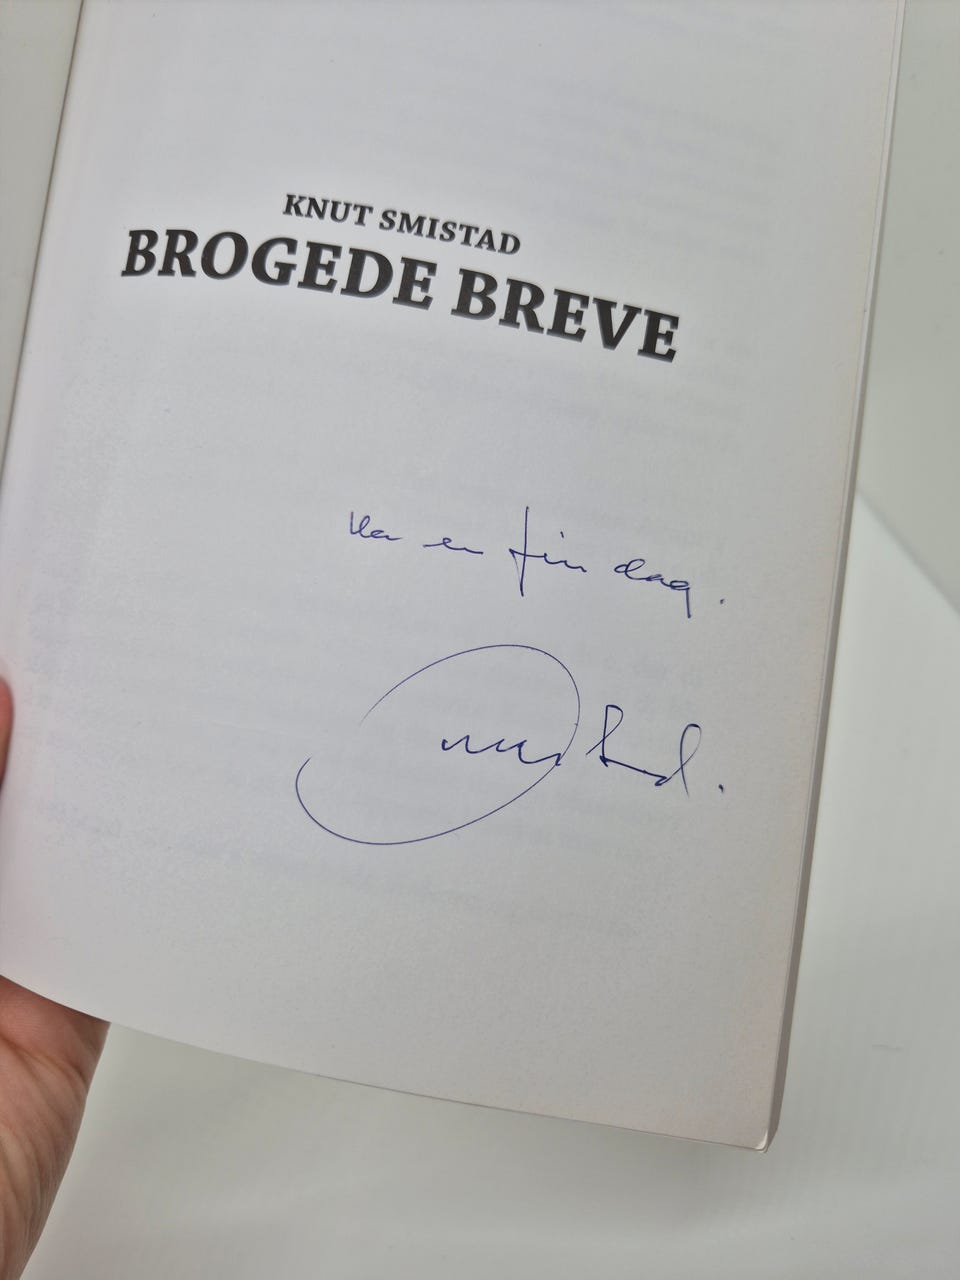 KNUT SMISTAD
BROGEDE BREVE
Ha en fin dag.